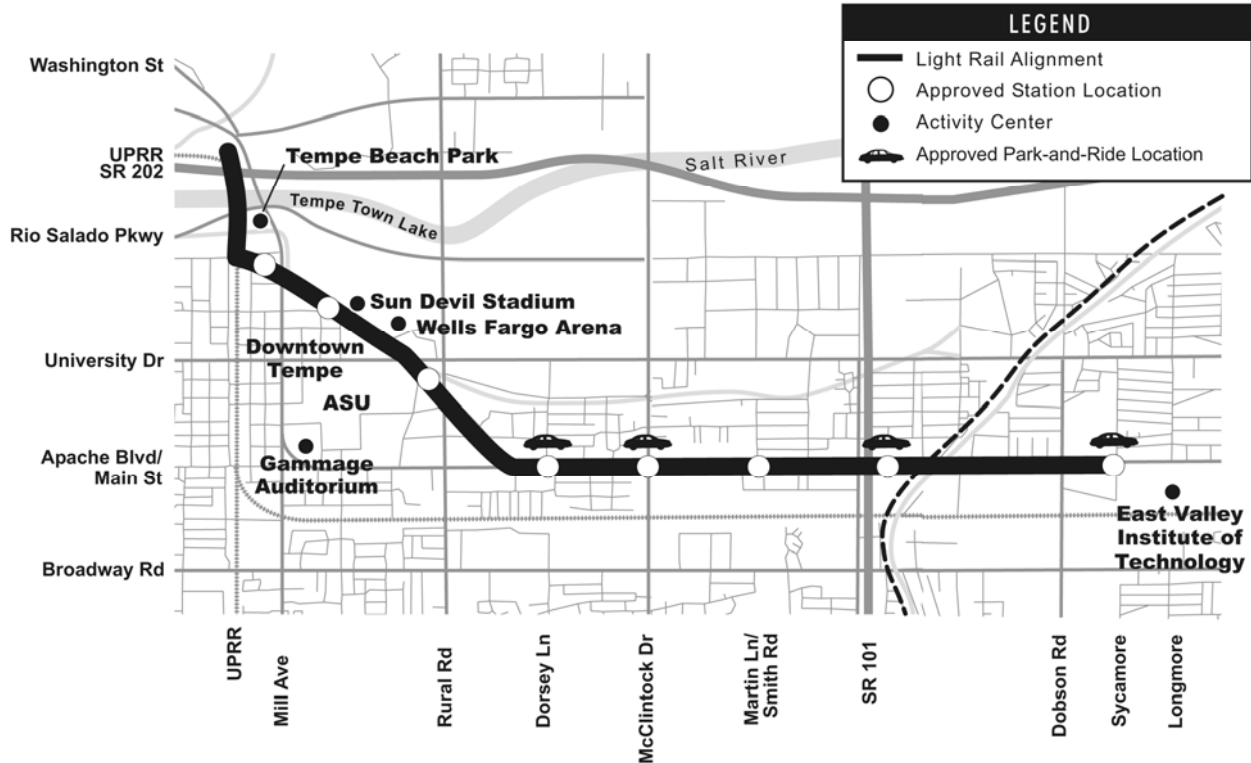 LEGEND
Light Rail Alignment
Approved Station Location
Activity Center
Approved Park-and-Ride Location
Washington St
UPRR
SR 202
Rio Salado Pkwy
University Dr
Apache Blvd/
Main St
Broadway Rd
Tempe Beach Park
Salt River
Tempe Town Lake
Sun Devil Stadium
Wells Fargo Arena
Downtown
Tempe
ASU
Gammage
Auditorium
East Valley
Institute of
Technology
UPRR
Mill Ave
Rural Rd
Dorsey Ln
McClintock Dr
Martin Ln/
Smith Rd
SR 101
Dobson Rd
Sycamore
Longmore